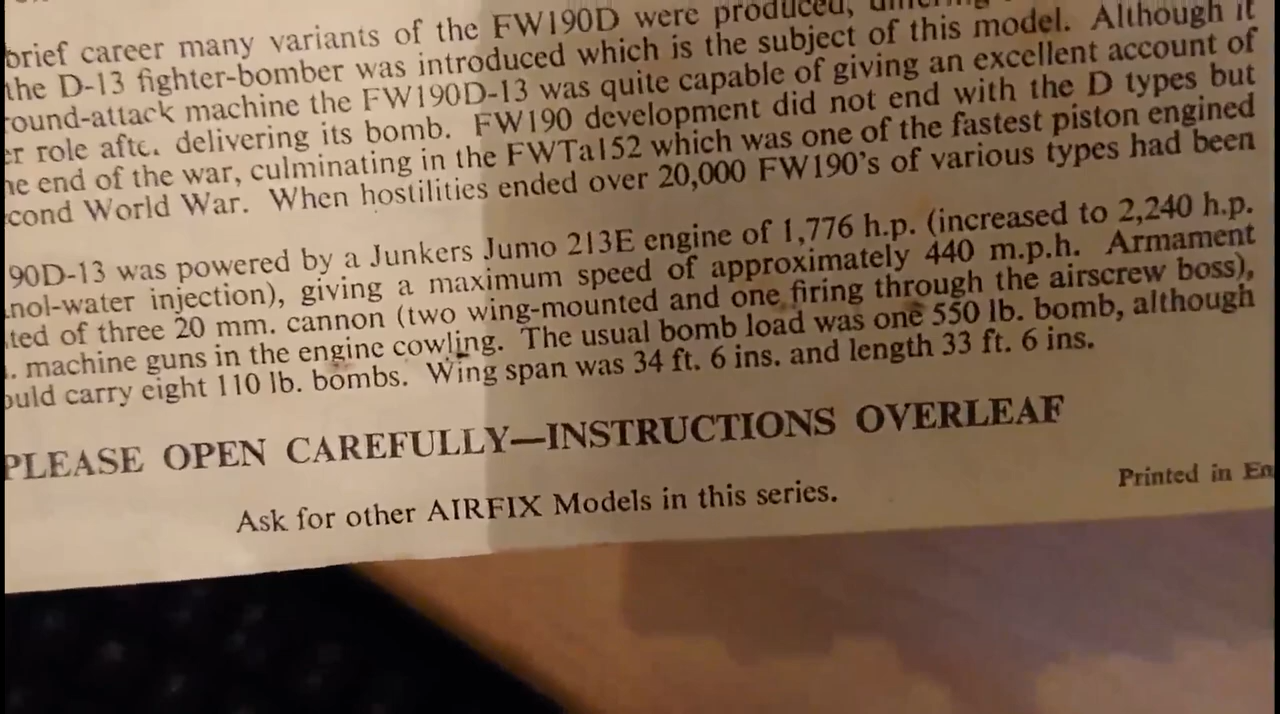 brief career many variants of the FW190D were produced,
the D-13 fighter-bomber was introduced which is the subject of this model. Although it
round-attack machine the FW190D-13 was quite capable of giving an excellent account of
er role afte. delivering its bomb. FW190 development did not end with the D types but
he end of the war, culminating in the FWTa152 which was one of the fastest piston engined
cond World War. When hostilities ended over 20,000 FW190's of various types had been
90D-13 was powered by a Junkers Jumo 213E engine of 1,776 h.p. (increased to 2,240 h.p.
nol-water injection), giving a maximum speed of approximately 440 m.p.h. Armament
ted of three 20 mm. cannon (two wing-mounted and one firing through the airscrew boss),
. machine guns in the engine cowling. The usual bomb load was one 550 lb. bomb, although
ould carry eight 110 lb. bombs. Wing span was 34 ft. 6 ins. and length 33 ft. 6 ins.
PLEASE OPEN CAREFULLY—INSTRUCTIONS OVERLEAF
Printed in En
Ask for other AIRFIX Models in this series.